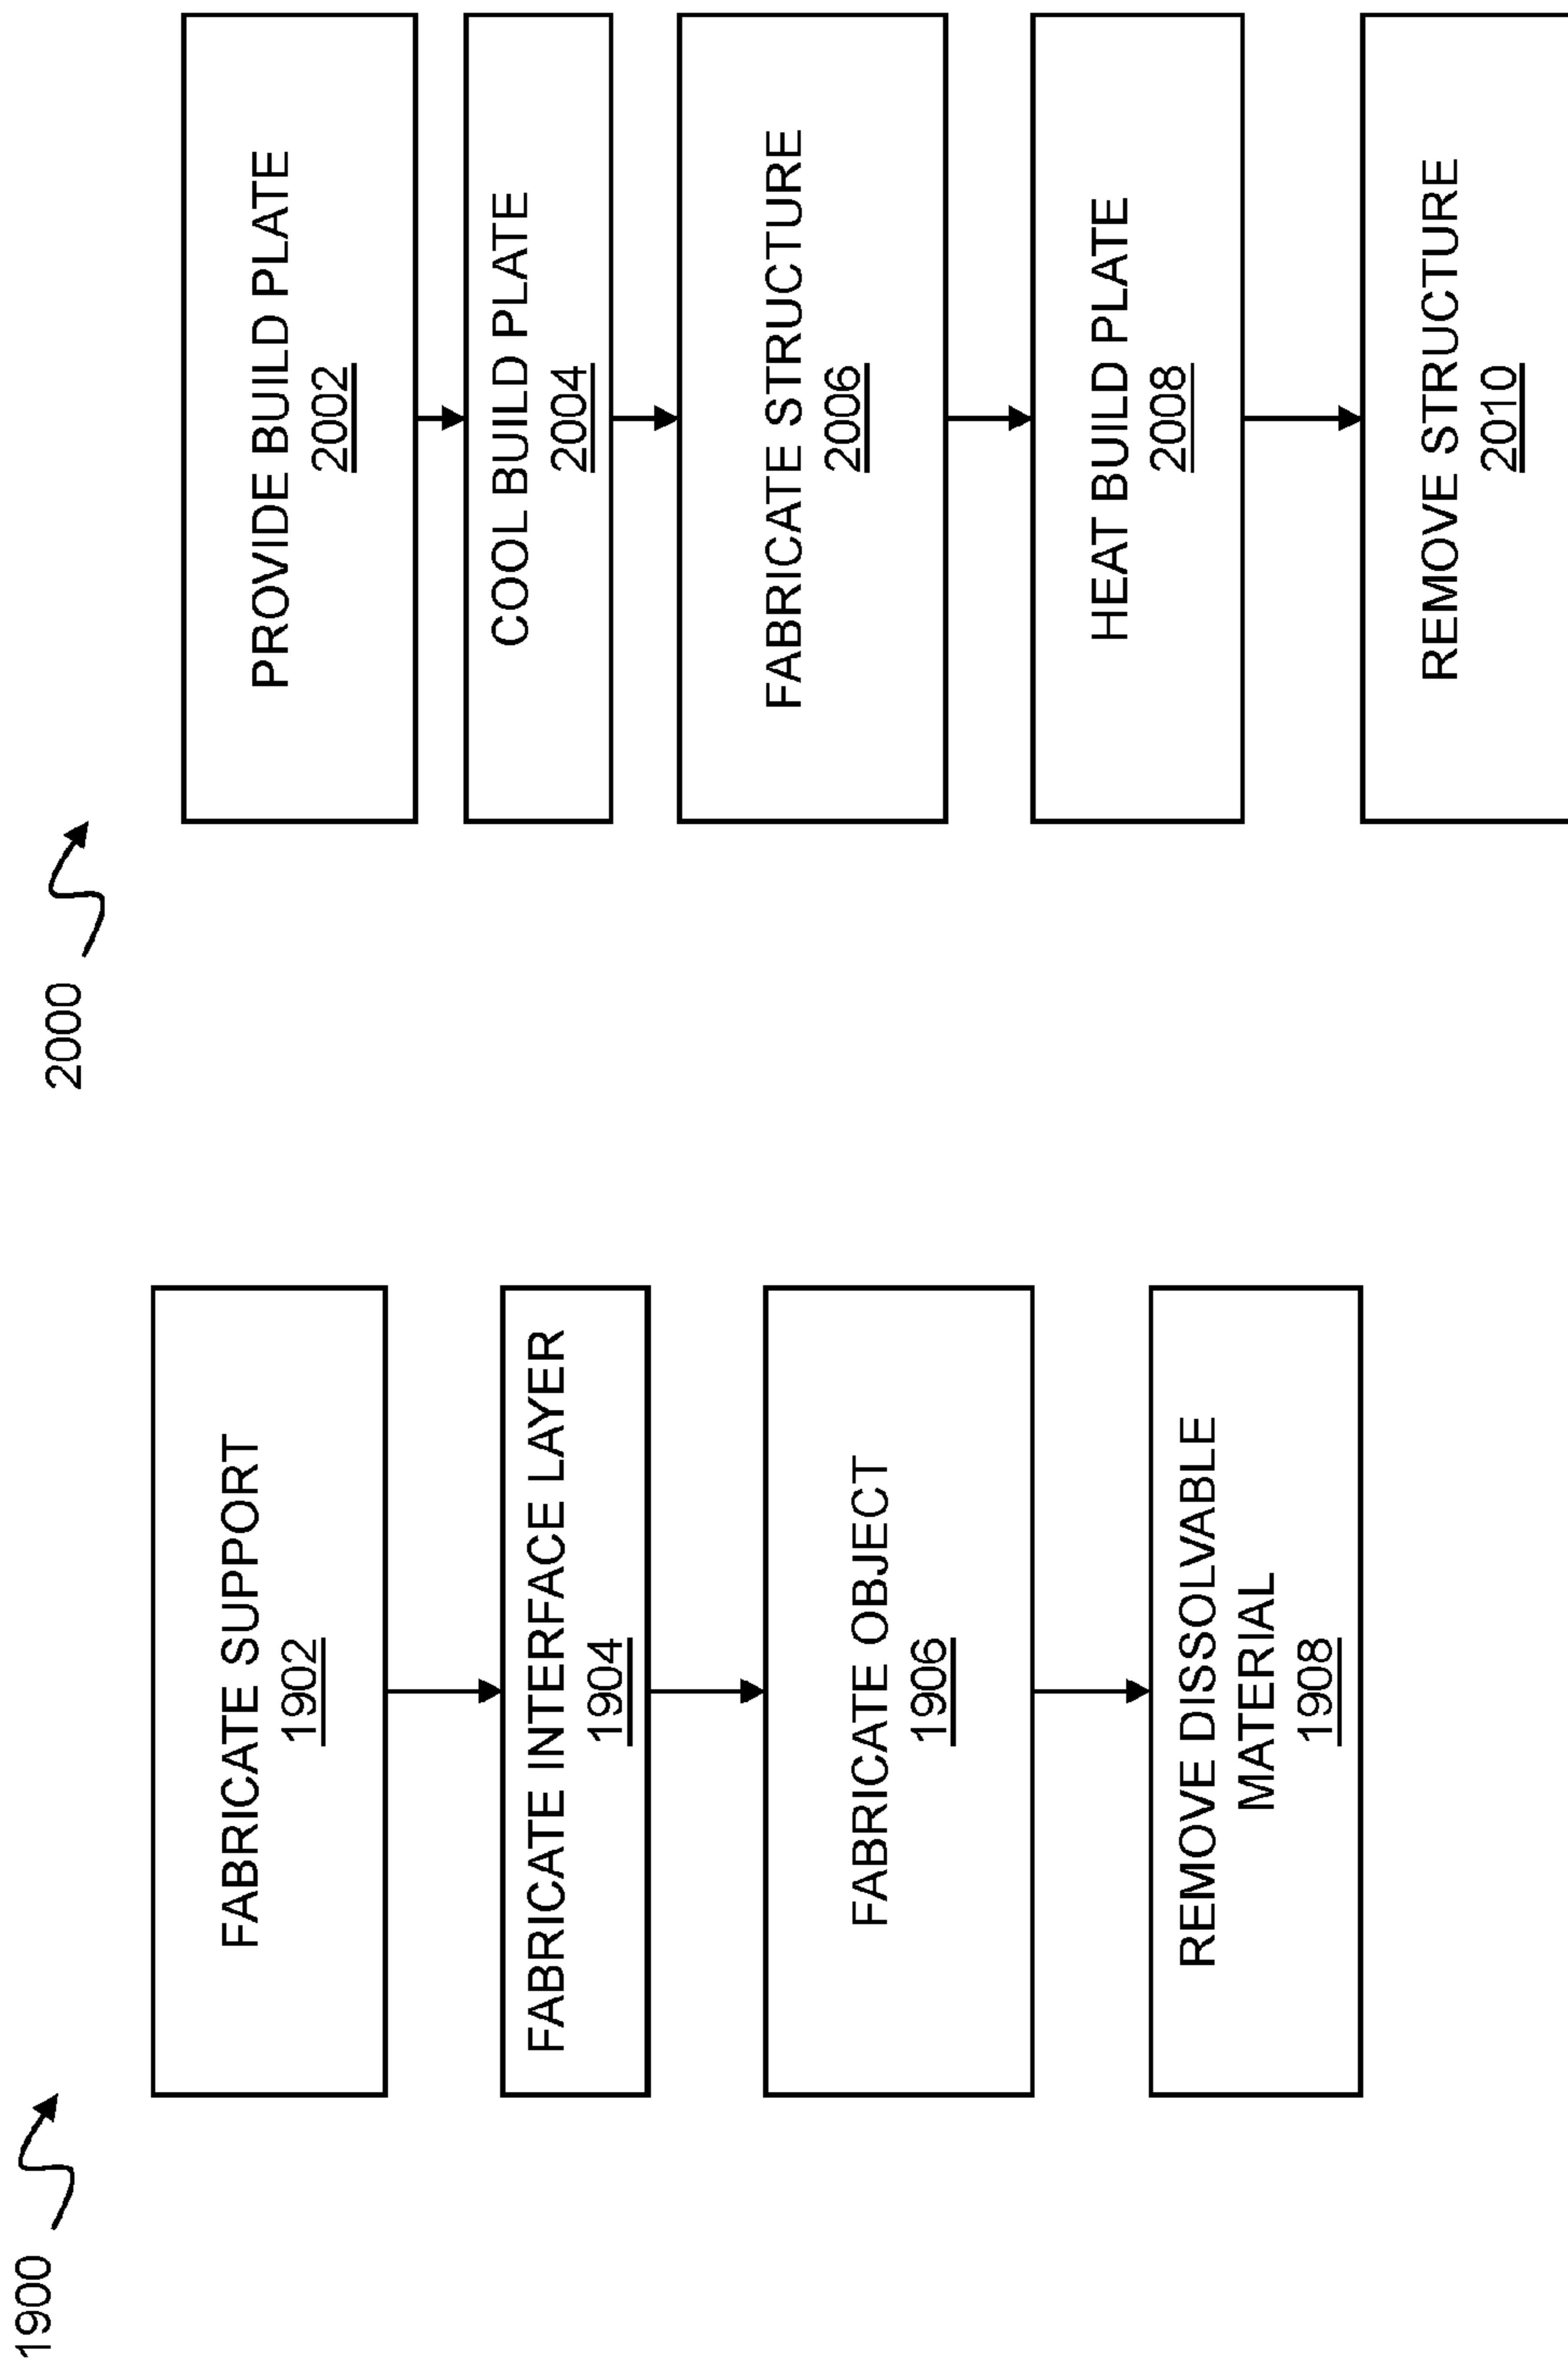 1900
FABRICATE SUPPORT
1902
FABRICATE INTERFACE LAYER
1904
FABRICATE OBJECT
1906
REMOVE DISSOLVABLE
MATERIAL
1908
2000
PROVIDE BUILD PLATE
2002
COOL BUILD PLATE
2004
FABRICATE STRUCTURE
2006
HEAT BUILD PLATE
2008
REMOVE STRUCTURE
2010